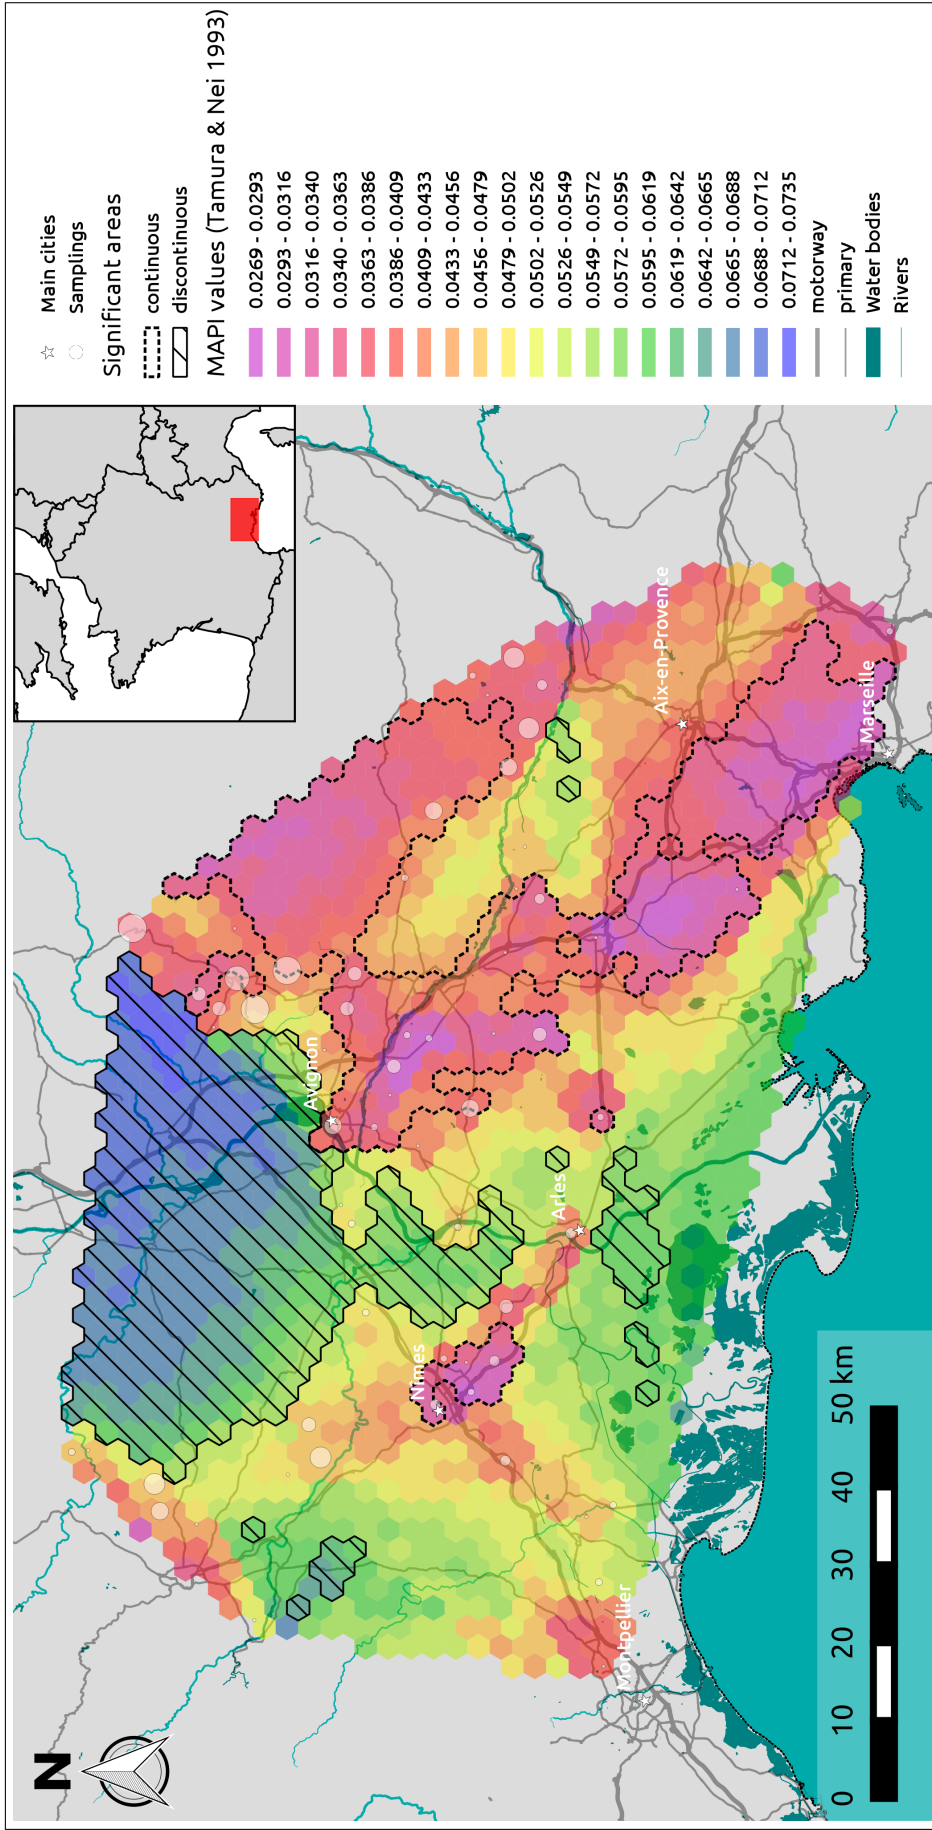 N
Main cities
Samplings
Significant areas
continuous
discontinuous
MAPI values (Tamura & Nei 1993)
0.0269 - 0.0293
0.0293 - 0.0316
0.0316 - 0.0340
0.0340 - 0.0363
0.0363 - 0.0386
0.0386 - 0.0409
0.0409 - 0.0433
0.0433 - 0.0456
0.0456 - 0.0479
0.0479 - 0.0502
0.0502 - 0.0526
0.0526 - 0.0549
0.0549 - 0.0572
0.0572 - 0.0595
0.0595 - 0.0619
0.0619 - 0.0642
0.0642 - 0.0665
0.0665 - 0.0688
0.0688 - 0.0712
0.0712 - 0.0735
motorway
primary
Water bodies
Rivers
Avignon
Nîmes
Arles
Aix-en-Provence
Montpellier
Marseille
0 10 20 30 40 50 km